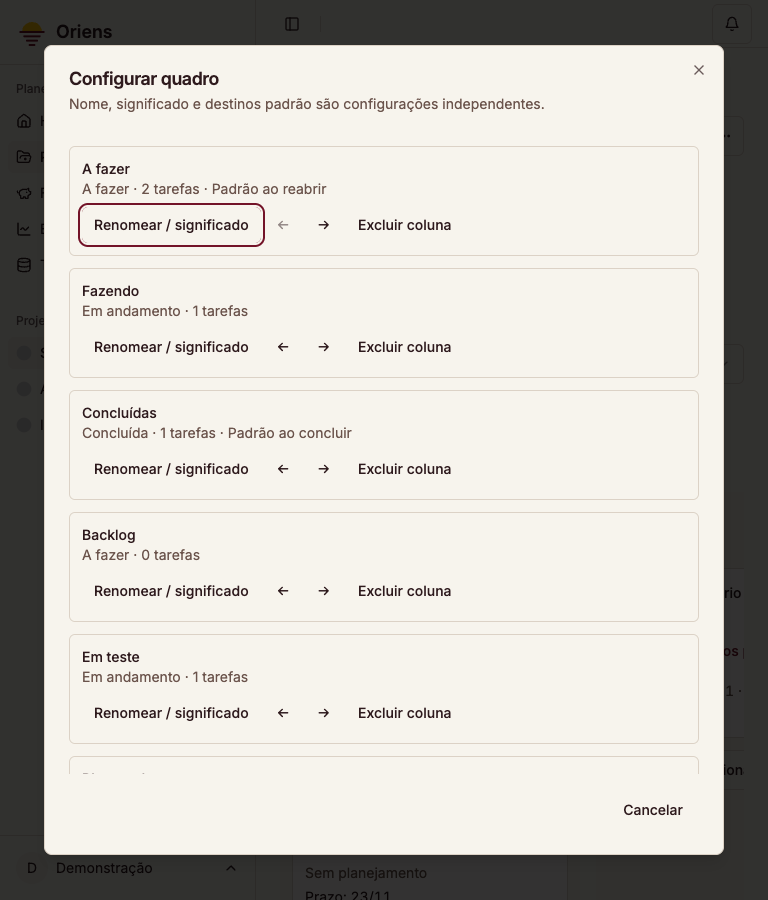 Oriens
Configurar quadro
Nome, significado e destinos padrão são configurações independentes.
A fazer
A fazer · 2 tarefas · Padrão ao reabrir
Renomear / significado ← → Excluir coluna
Fazendo
Em andamento · 1 tarefas
Renomear / significado ← → Excluir coluna
Concluídas
Concluída · 1 tarefas · Padrão ao concluir
Renomear / significado ← → Excluir coluna
Backlog
A fazer · 0 tarefas
Renomear / significado ← → Excluir coluna
Em teste
Em andamento · 1 tarefas
Renomear / significado ← → Excluir coluna
Cancelar
D Demonstração
Sem planejamento
Prazo: 23/11